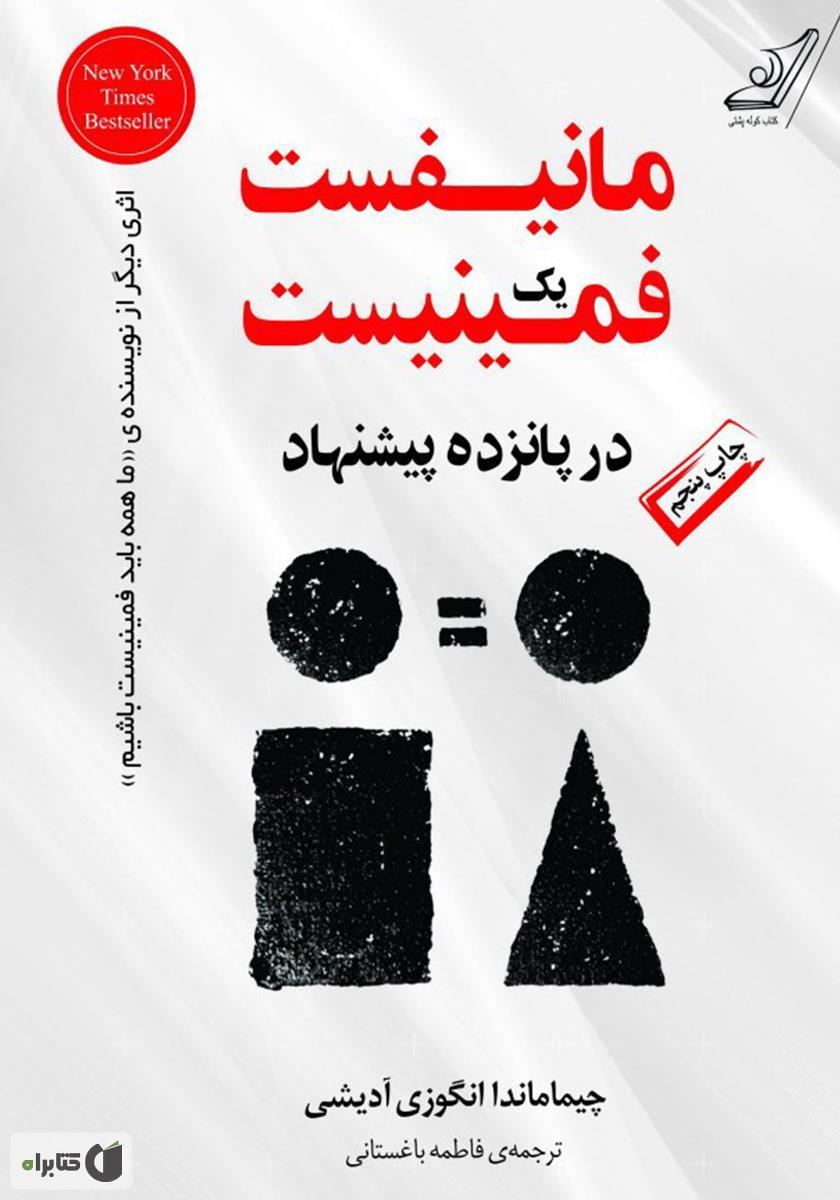 New York
Times
Bestseller
کتاب کوله پشتی
مانیفست
یک
فمینیست
در پانزده پیشنهاد
چاپ پنجم
اثری دیگر از نویسنده ی «ما همه باید فمینیست باشیم»
=
چیماماندا انگوزی آدیشی
ترجمه‌ی فاطمه باغستانی
کتابراه